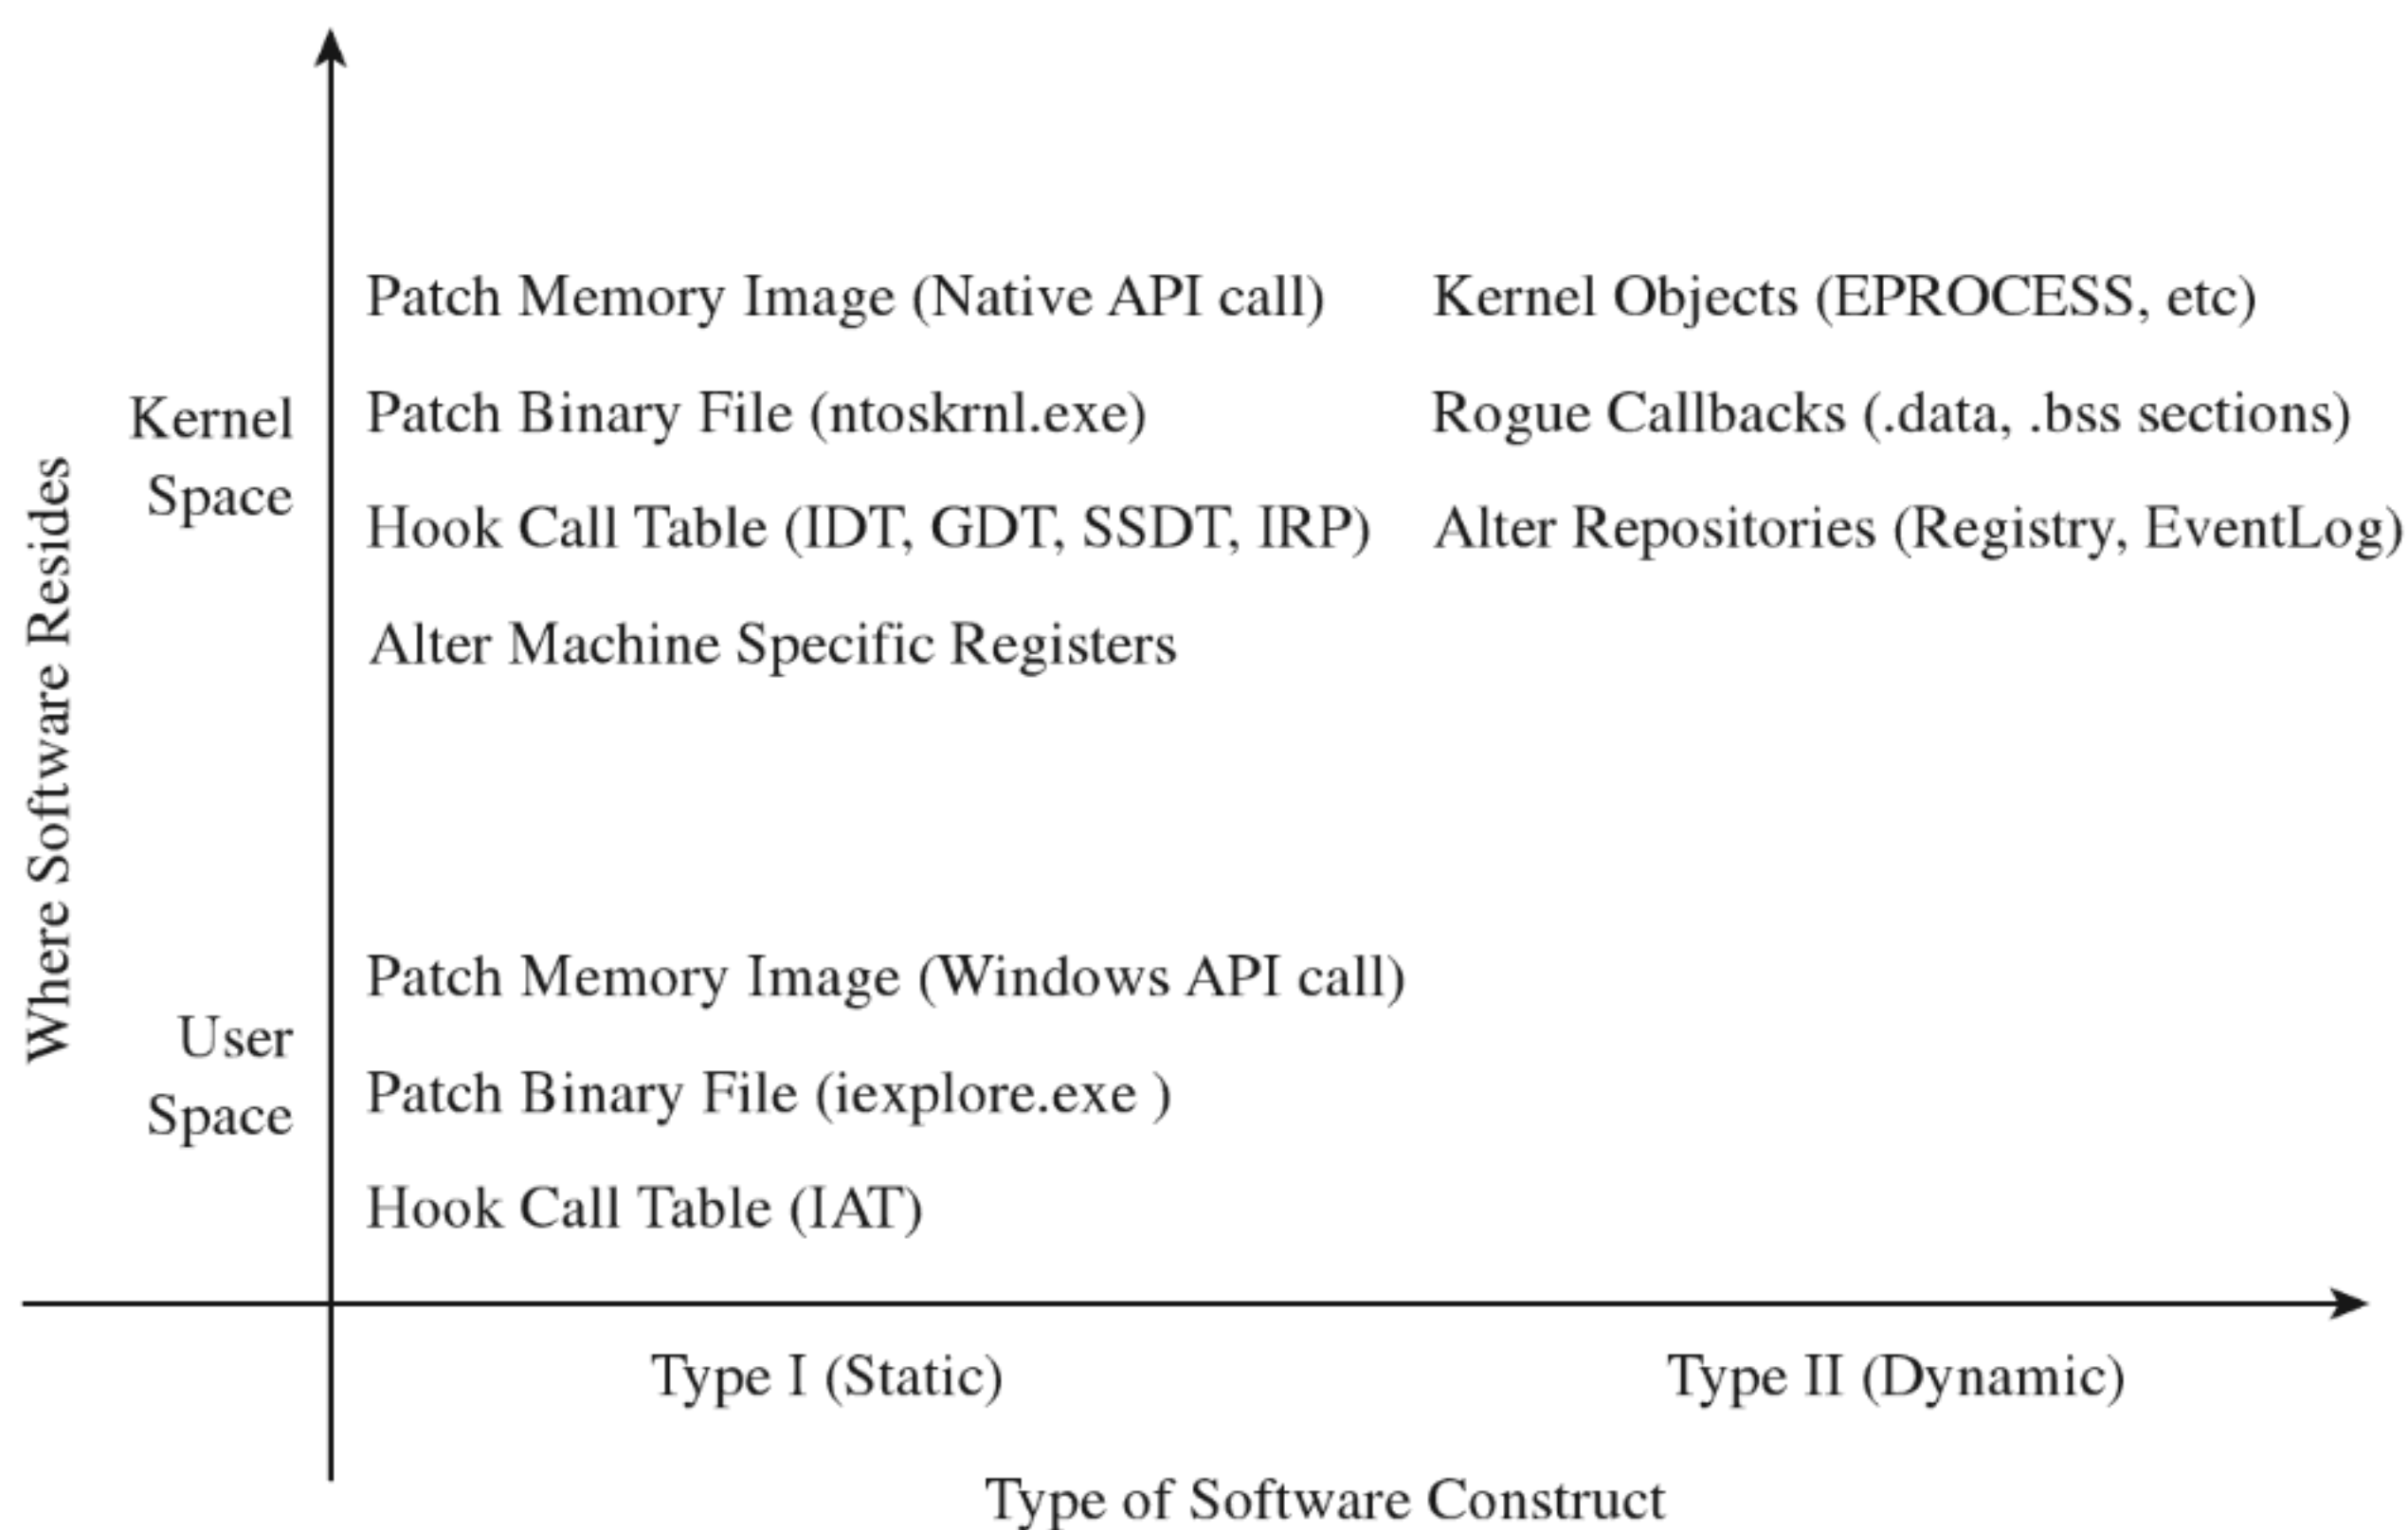 Where Software Resides
Kernel
Space
Patch Memory Image (Native API call)
Kernel Objects (EPROCESS, etc)
Patch Binary File (ntoskrnl.exe)
Rogue Callbacks (.data, .bss sections)
Hook Call Table (IDT, GDT, SSDT, IRP)
Alter Repositories (Registry, EventLog)
Alter Machine Specific Registers
User
Space
Patch Memory Image (Windows API call)
Patch Binary File (iexplore.exe )
Hook Call Table (IAT)
Type I (Static)
Type II (Dynamic)
Type of Software Construct